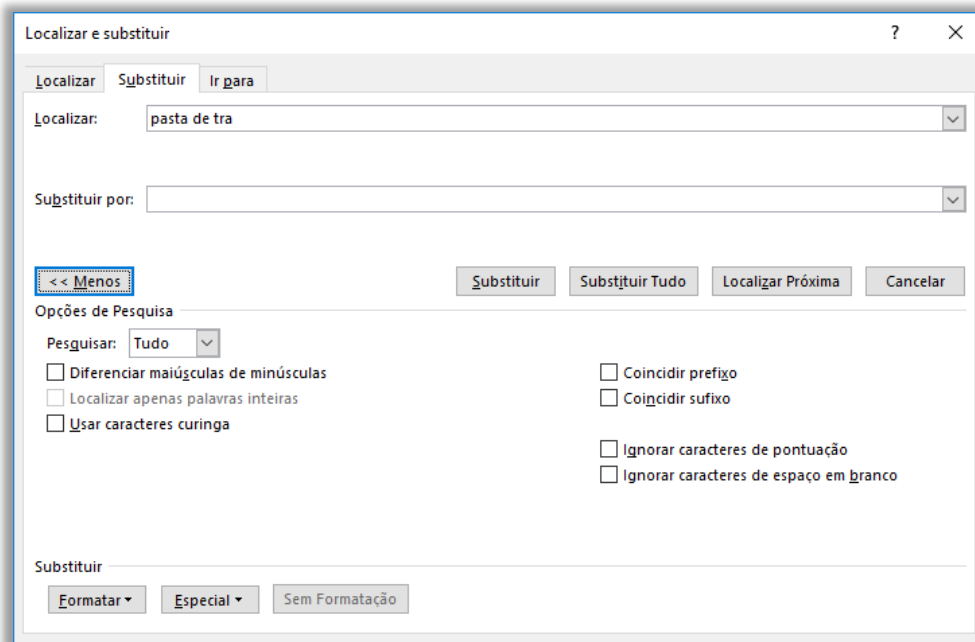 Localizar e substituir ? X
Localizar Substituir Ir para
Localizar: pasta de tra
Substituir por:
<< Menos Substituir Substituir Tudo Localizar Próxima Cancelar
Opções de Pesquisa
Pesquisar: Tudo
Diferenciar maiúsculas de minúsculas Coincidir prefixo
Localizar apenas palavras inteiras Coincidir sufixo
Usar caracteres curinga
Ignorar caracteres de pontuação
Ignorar caracteres de espaço em branco
Substituir
Formatar Especial Sem Formatação